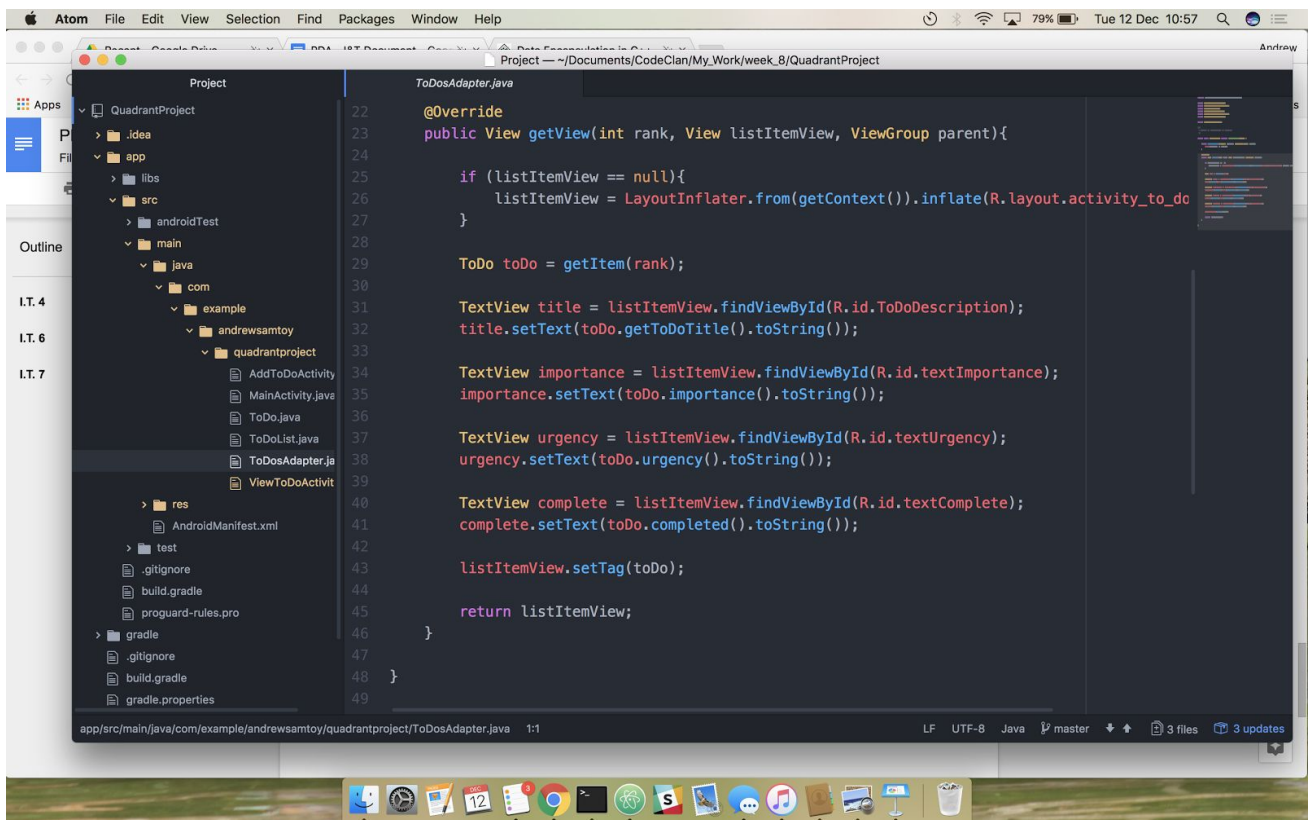 Atom File Edit View Selection Find Packages Window Help 79% Tue 12 Dec 10:57
Andrew
Project — ~/Documents/CodeClan/My_Work/week_8/QuadrantProject
Apps
Outline
I.T. 4
I.T. 6
I.T. 7
Project
QuadrantProject
.idea
app
libs
src
androidTest
main
java
com
example
andrewsamtoy
quadrantproject
AddToDoActivity
MainActivity.java
ToDo.java
ToDoList.java
ToDosAdapter.ja
ViewToDoActivit
res
AndroidManifest.xml
test
.gitignore
build.gradle
proguard-rules.pro
gradle
.gitignore
build.gradle
gradle.properties
ToDosAdapter.java
22 @Override
23 public View getView(int rank, View listItemView, ViewGroup parent){
24
25 if (listItemView == null){
26 listItemView = LayoutInflater.from(getContext()).inflate(R.layout.activity_to_do
27 }
28
29 ToDo toDo = getItem(rank);
30
31 TextView title = listItemView.findViewById(R.id.ToDoDescription);
32 title.setText(toDo.getToDoTitle().toString());
33
34 TextView importance = listItemView.findViewById(R.id.textImportance);
35 importance.setText(toDo.importance().toString());
36
37 TextView urgency = listItemView.findViewById(R.id.textUrgency);
38 urgency.setText(toDo.urgency().toString());
39
40 TextView complete = listItemView.findViewById(R.id.textComplete);
41 complete.setText(toDo.completed().toString());
42
43 listItemView.setTag(toDo);
44
45 return listItemView;
46 }
47
48 }
49
app/src/main/java/com/example/andrewsamtoy/quadrantproject/ToDosAdapter.java 1:1 LF UTF-8 Java master 3 files 3 updates
DEC
12
3